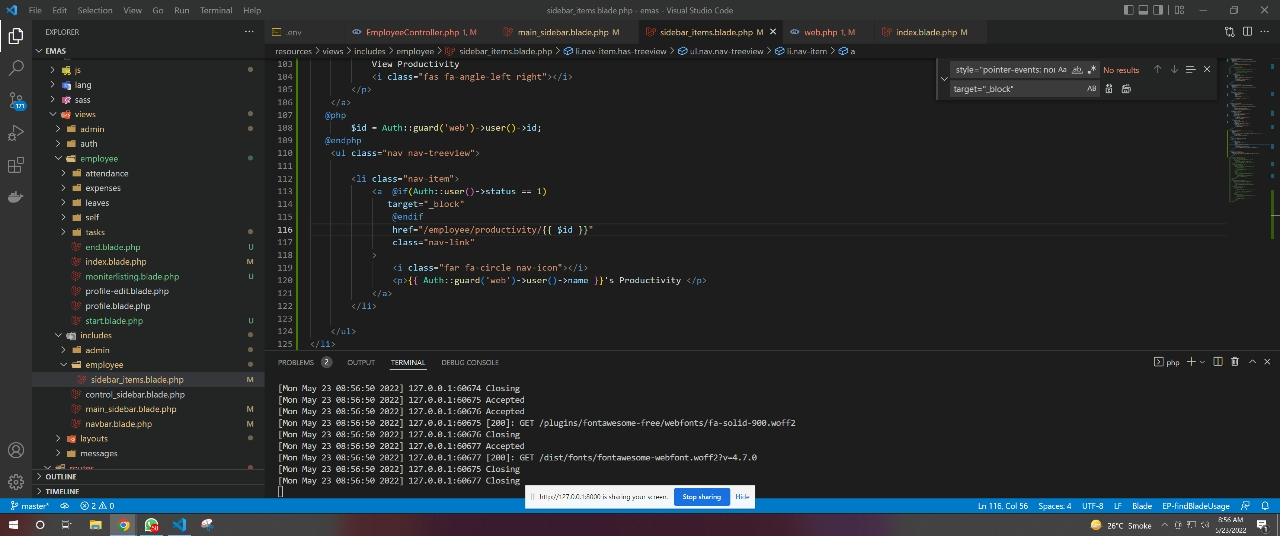 File Edit Selection View Go Run Terminal Help
sidebar_items.blade.php - emas - Visual Studio Code
EXPLORER
.env
EmployeeController.php 1, M
main_sidebar.blade.php M
sidebar_items.blade.php M
web.php 1, M
index.blade.php M
EMAS
resources > views > includes > employee > sidebar_items.blade.php > li.nav-item.has-treeview > ul.nav.nav-treeview > li.nav-item > a
js
lang
sass
views
admin
auth
employee
attendance
expenses
leaves
self
tasks
end.blade.php U
index.blade.php M
moniterlisting.blade.php U
profile-edit.blade.php
profile.blade.php
start.blade.php U
includes
admin
employee
sidebar_items.blade.php M
control_sidebar.blade.php
main_sidebar.blade.php M
navbar.blade.php M
layouts
messages
routes
OUTLINE
TIMELINE
171
103 View Productivity
104 <i class="fas fa-angle-left right"></i>
105 </p>
106 </a>
107 @php
108 $id = Auth::guard('web')->user()->id;
109 @endphp
110 <ul class="nav nav-treeview">
111
112 <li class="nav-item">
113 <a @if(Auth::user()->status == 1)
114 target="_block"
115 @endif
116 href="/employee/productivity/{{ $id }}"
117 class="nav-link"
118 >
119 <i class="far fa-circle nav-icon"></i>
120 <p>{{ Auth::guard('web')->user()->name }}'s Productivity </p>
121 </a>
122 </li>
123
124 </ul>
125 </li>
style="pointer-events: nor Aa ab .* No results
target="_block" AB
PROBLEMS 2 OUTPUT TERMINAL DEBUG CONSOLE
php
[Mon May 23 08:56:50 2022] 127.0.0.1:60674 Closing
[Mon May 23 08:56:50 2022] 127.0.0.1:60675 Accepted
[Mon May 23 08:56:50 2022] 127.0.0.1:60676 Accepted
[Mon May 23 08:56:50 2022] 127.0.0.1:60675 [200]: GET /plugins/fontawesome-free/webfonts/fa-solid-900.woff2
[Mon May 23 08:56:50 2022] 127.0.0.1:60676 Closing
[Mon May 23 08:56:50 2022] 127.0.0.1:60677 Accepted
[Mon May 23 08:56:50 2022] 127.0.0.1:60677 [200]: GET /dist/fonts/fontawesome-webfont.woff2?v=4.7.0
[Mon May 23 08:56:50 2022] 127.0.0.1:60675 Closing
[Mon May 23 08:56:50 2022] 127.0.0.1:60677 Closing
http://127.0.0.1:8000 is sharing your screen. Stop sharing Hide
master* 2 0
Ln 116, Col 56 Spaces: 4 UTF-8 LF Blade EP-findBladeUsage
26°C Smoke
8:56 AM
5/23/2022